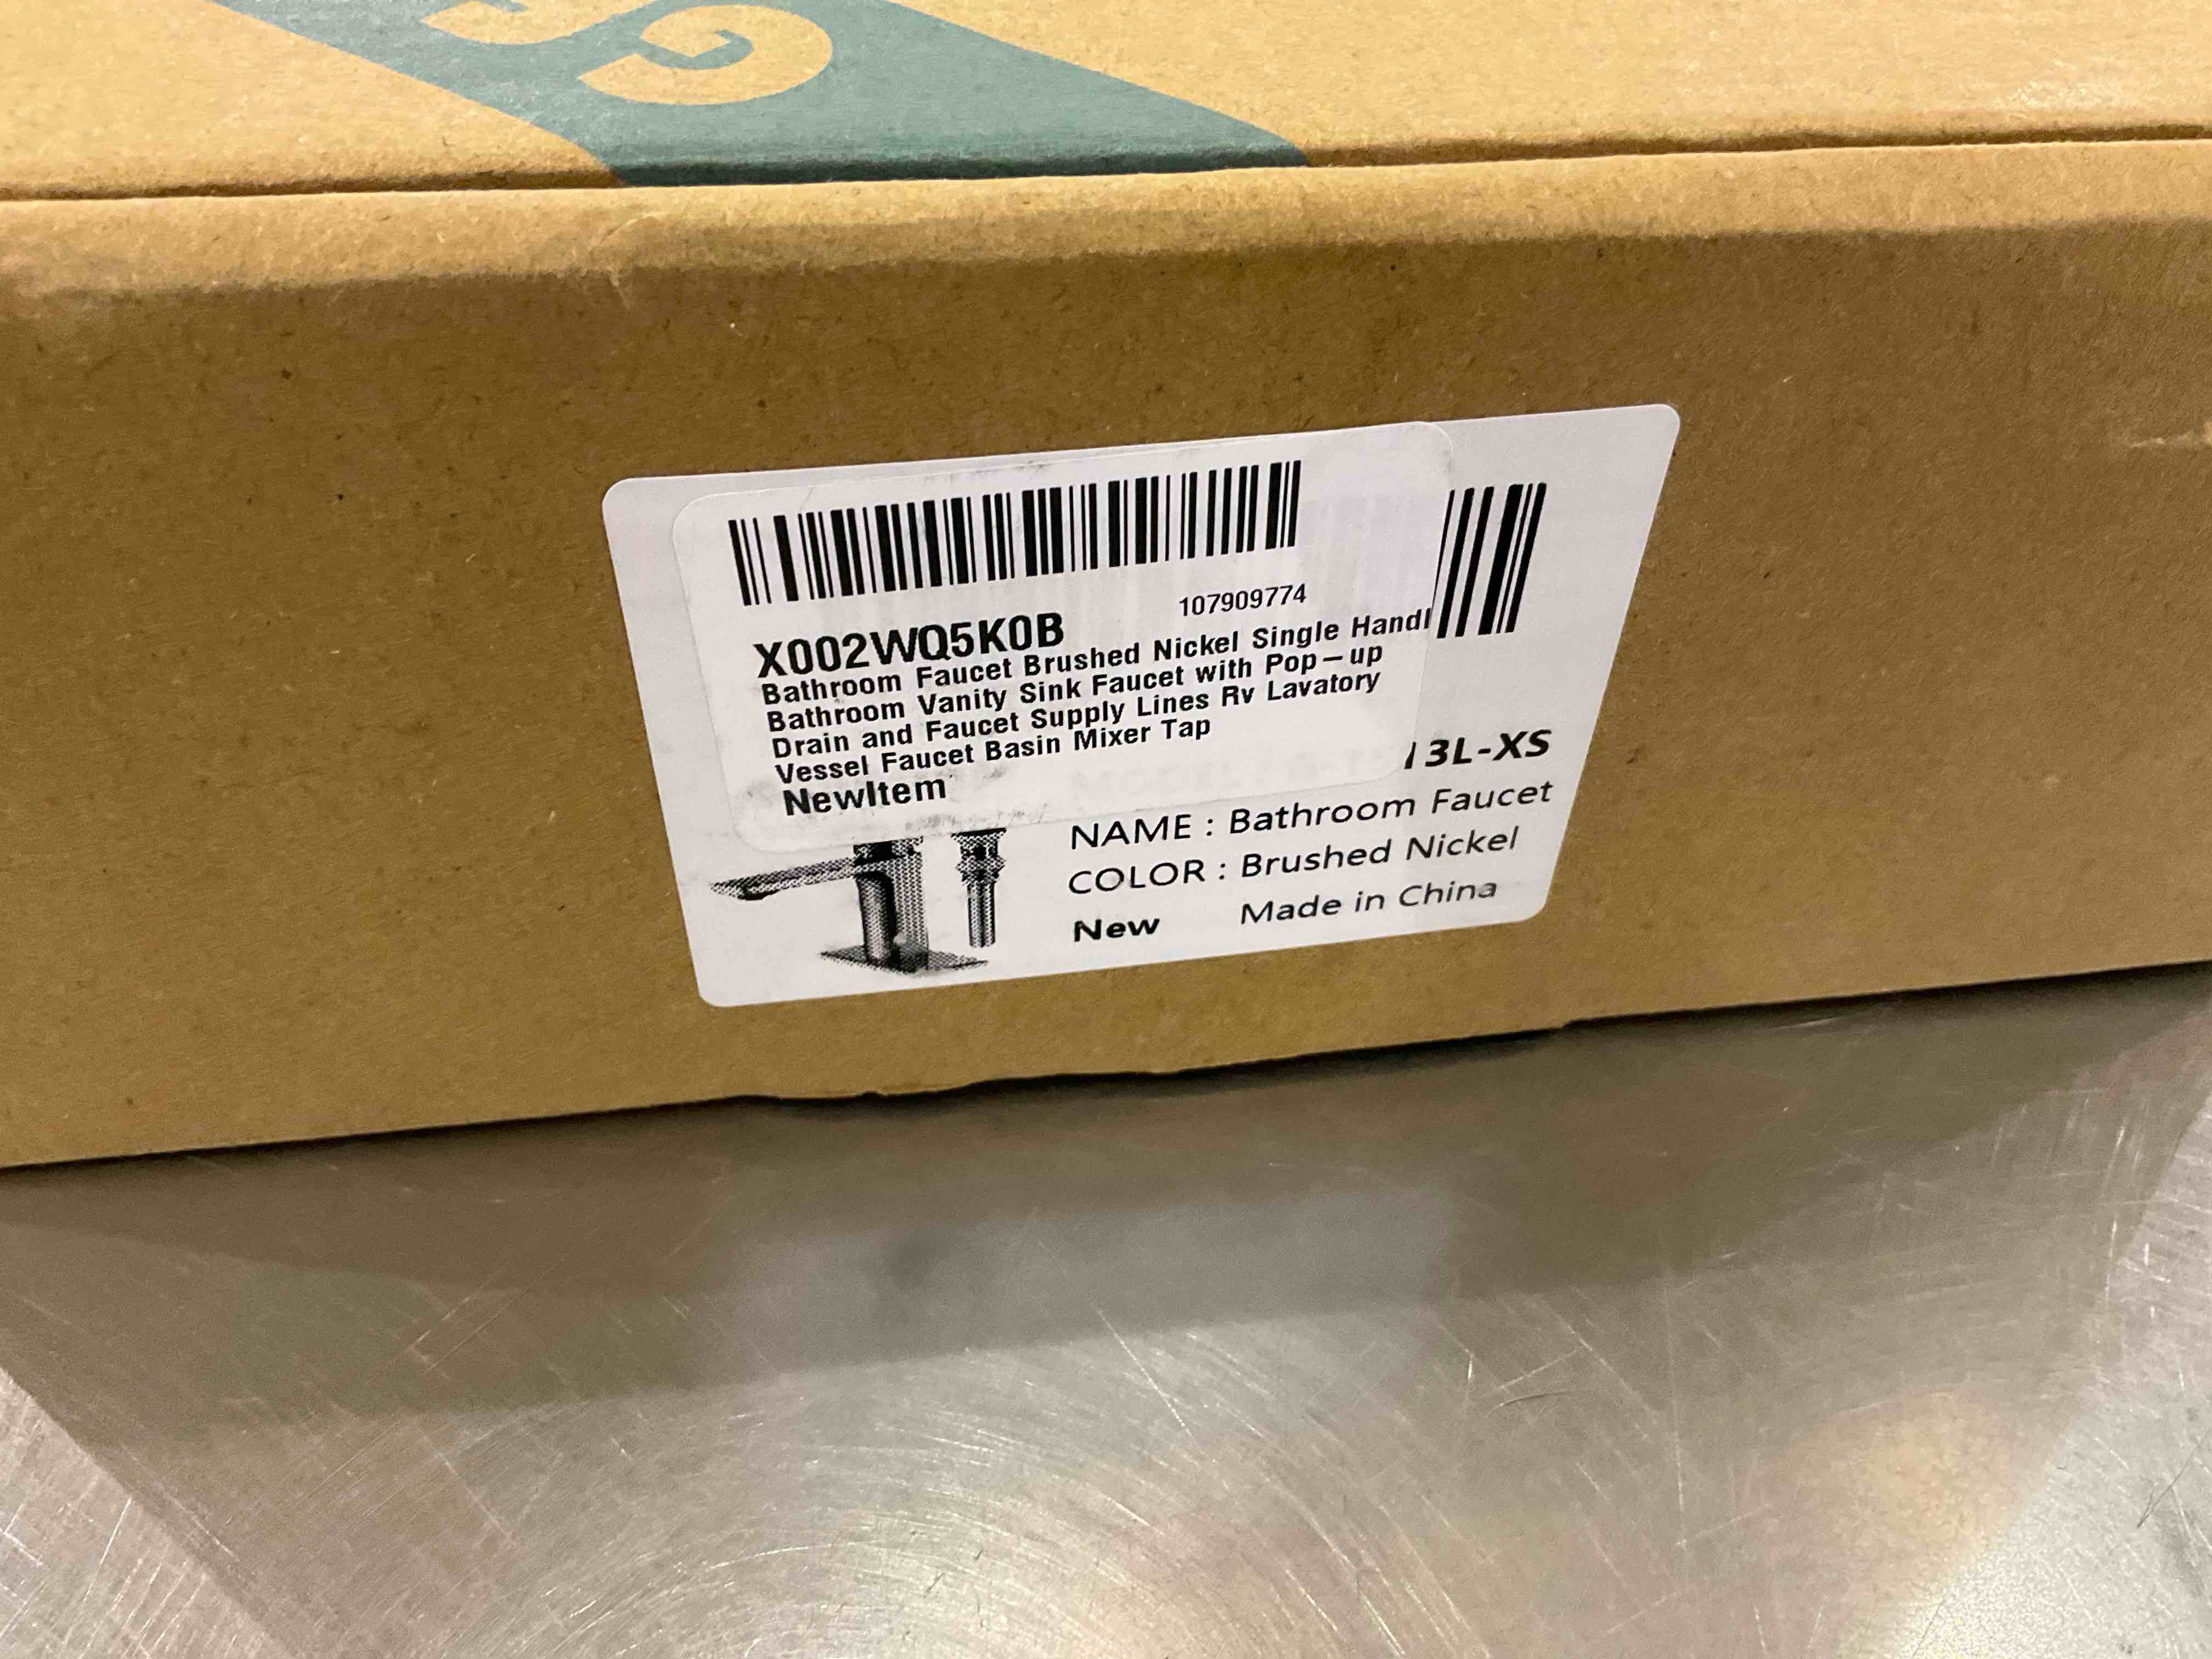 107909774
X002WQ5K0B
Bathroom Faucet Brushed Nickel Single Handl
Bathroom Vanity Sink Faucet with Pop-up
Drain and Faucet Supply Lines Rv Lavatory
Vessel Faucet Basin Mixer Tap
NewItem
13L-XS
NAME : Bathroom Faucet
COLOR : Brushed Nickel
New Made in China